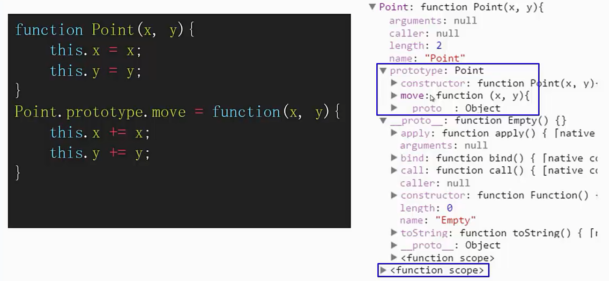 function Point(x, y){
this.x = x;
this.y = y;
}
Point.prototype.move = function(x, y){
this.x += x;
this.y += y;
}
▼Point: function Point(x, y){
arguments: null
caller: null
length: 2
name: "Point"
▼prototype: Point
▶constructor: function Point(x, y)
▶move: function (x, y){
▶__proto__: Object
▼__proto__: function Empty() {}
▶apply: function apply() { [native
arguments: null
▶bind: function bind() { [native co
▶call: function call() { [native co
caller: null
▶constructor: function Function()
length: 0
name: "Empty"
▶toString: function toString() { [n
▶__proto__: Object
▶<function scope>
▶<function scope>